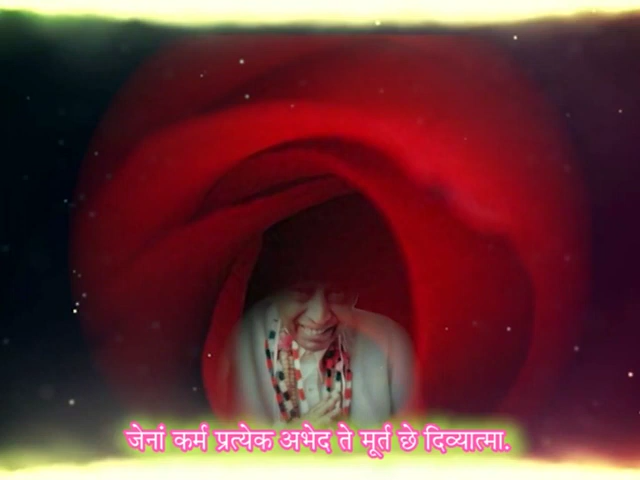 जेनां कर्म प्रत्येक अभेद ते मूर्त छे दिव्यात्मा.